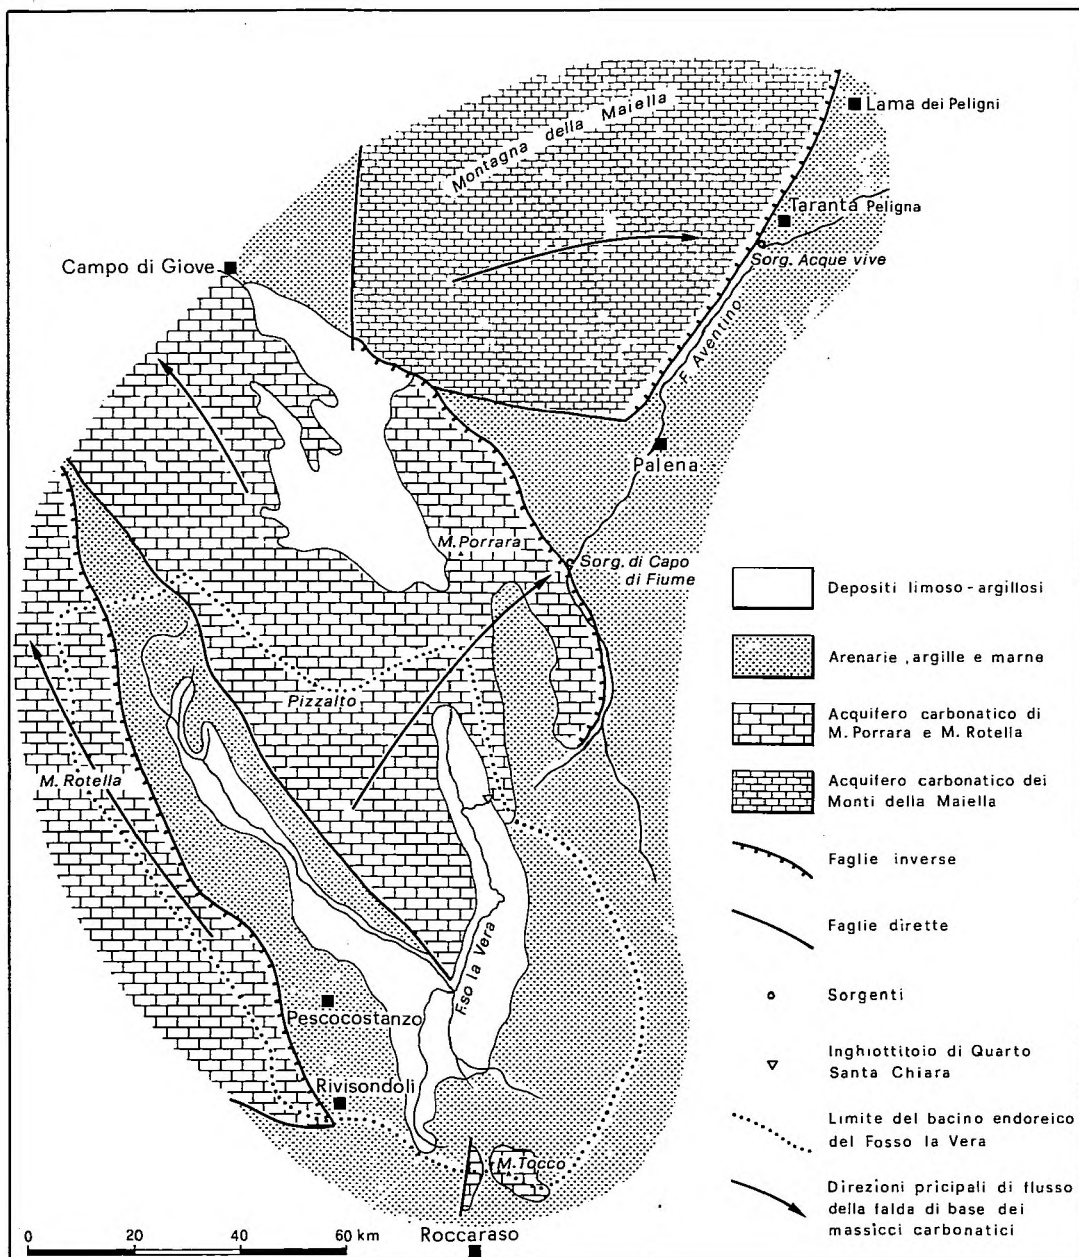 Montagna della Maiella
Lama dei Peligni
Taranta Peligna
Sorg. Acque vive
Campo di Giove
F. Aventino
Palena
M. Porrara
Sorg. di Capo
di Fiume
Pizzalto
M. Rotella
F.so la Vera
Pescocostanzo
Rivisondoli
M. Tocco
Roccaraso
0 20 40 60 km
Depositi limoso-argillosi
Arenarie, argille e marne
Acquifero carbonatico di
M. Porrara e M. Rotella
Acquifero carbonatico dei
Monti della Maiella
Faglie inverse
Faglie dirette
Sorgenti
Inghiottitoio di Quarto
Santa Chiara
Limite del bacino endoreico
del Fosso la Vera
Direzioni pricipali di flusso
della falda di base dei
massicci carbonatici